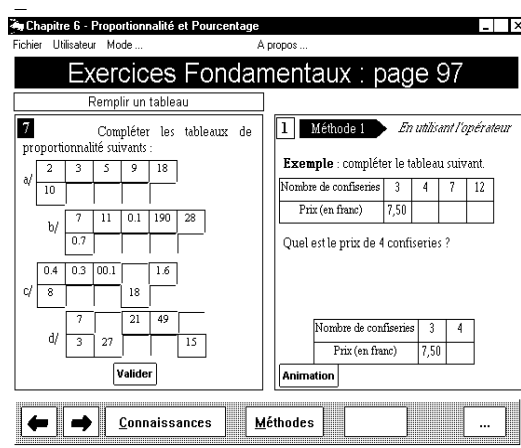 Chapitre 6 - Proportionnalité et Pourcentage
Fichier Utilisateur Mode ... A propos ...
Exercices Fondamentaux : page 97
Remplir un tableau
7 Compléter les tableaux de
proportionnalité suivants :
a/ 2 3 5 9 18
10
b/ 7 11 0.1 190 28
0.7
c/ 0.4 0.3 00.1 1.6
8 18
d/ 7 21 49
3 27 15
Valider
1 Méthode 1 En utilisant l'opérateur
Exemple : compléter le tableau suivant.
Nombre de confiseries 3 4 7 12
Prix (en franc) 7,50
Quel est le prix de 4 confiseries ?
Nombre de confiseries 3 4
Prix (en franc) 7,50
Animation
Connaissances Méthodes ...